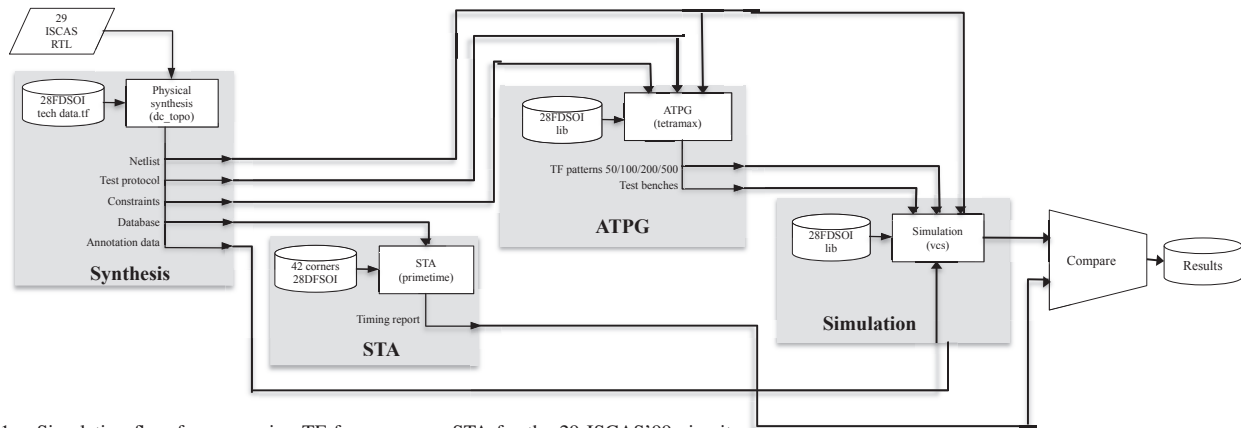 29
ISCAS
RTL
28FDSOI
tech data.tf
Physical
synthesis
(dc_topo)
Netlist
Test protocol
Constraints
Database
Annotation data
Synthesis
42 corners
28DFSOI
STA
(primetime)
Timing report
STA
28FDSOI
lib
ATPG
(tetramax)
TF patterns 50/100/200/500
Test benches
ATPG
28FDSOI
lib
Simulation
(vcs)
Simulation
Compare
Results